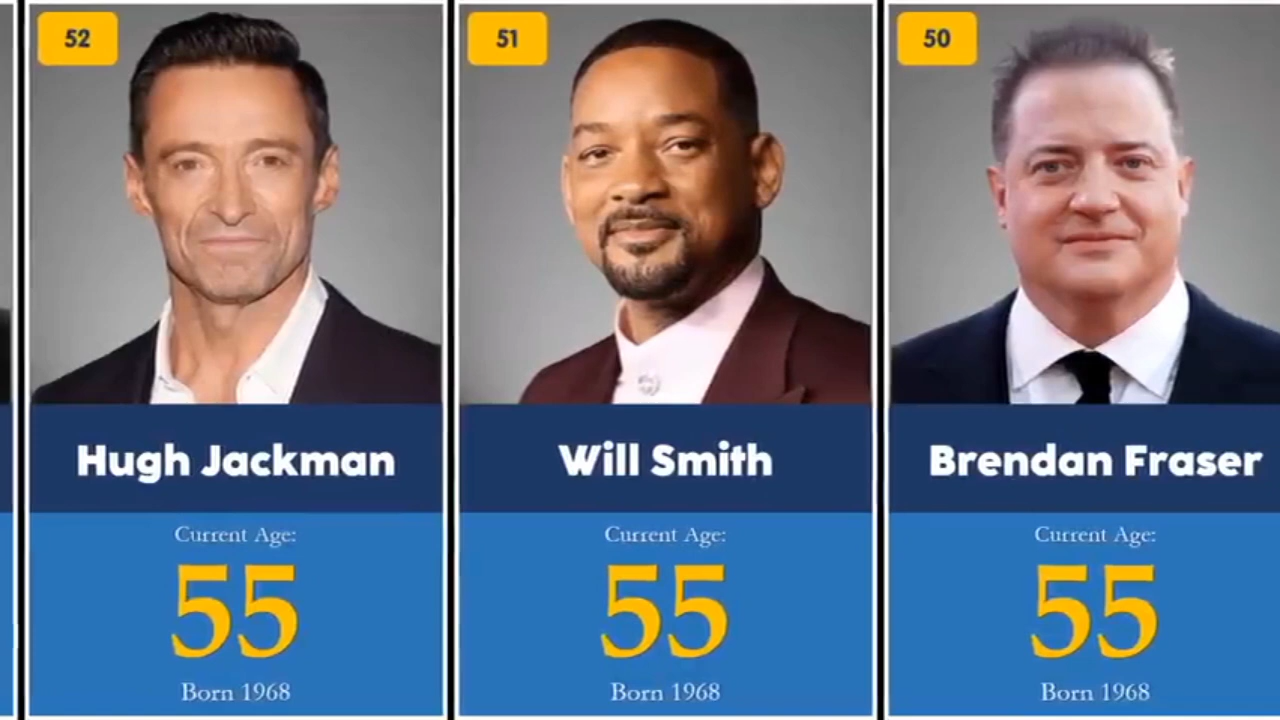 52
Hugh Jackman
Current Age:
55
Born 1968
51
Will Smith
Current Age:
55
Born 1968
50
Brendan Fraser
Current Age:
55
Born 1968